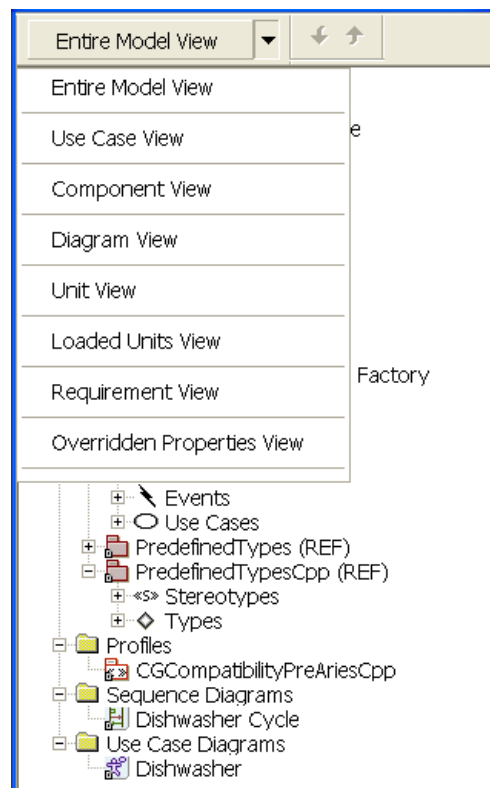 Entire Model View
Entire Model View
Use Case View
e
Component View
Diagram View
Unit View
Loaded Units View
Factory
Requirement View
Overridden Properties View
Events
Use Cases
PredefinedTypes (REF)
PredefinedTypesCpp (REF)
«S» Stereotypes
Types
Profiles
CGCompatibilityPreAriesCpp
Sequence Diagrams
Dishwasher Cycle
Use Case Diagrams
Dishwasher